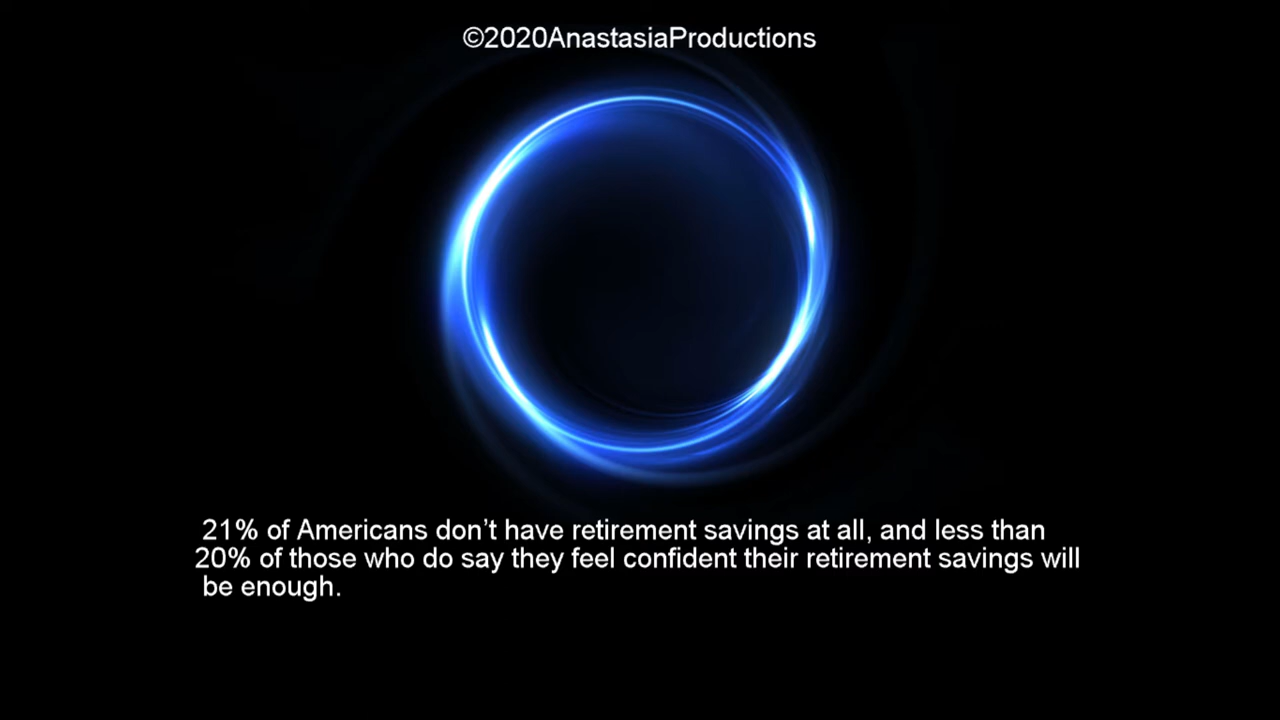 ©2020AnastasiaProductions
21% of Americans don’t have retirement savings at all, and less than
20% of those who do say they feel confident their retirement savings will
be enough.